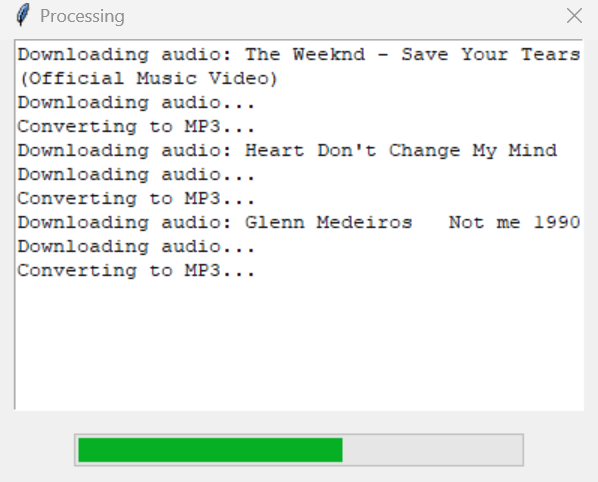 Processing
Downloading audio: The Weeknd - Save Your Tears
(Official Music Video)
Downloading audio...
Converting to MP3...
Downloading audio: Heart Don't Change My Mind
Downloading audio...
Converting to MP3...
Downloading audio: Glenn Medeiros   Not me 1990
Downloading audio...
Converting to MP3...